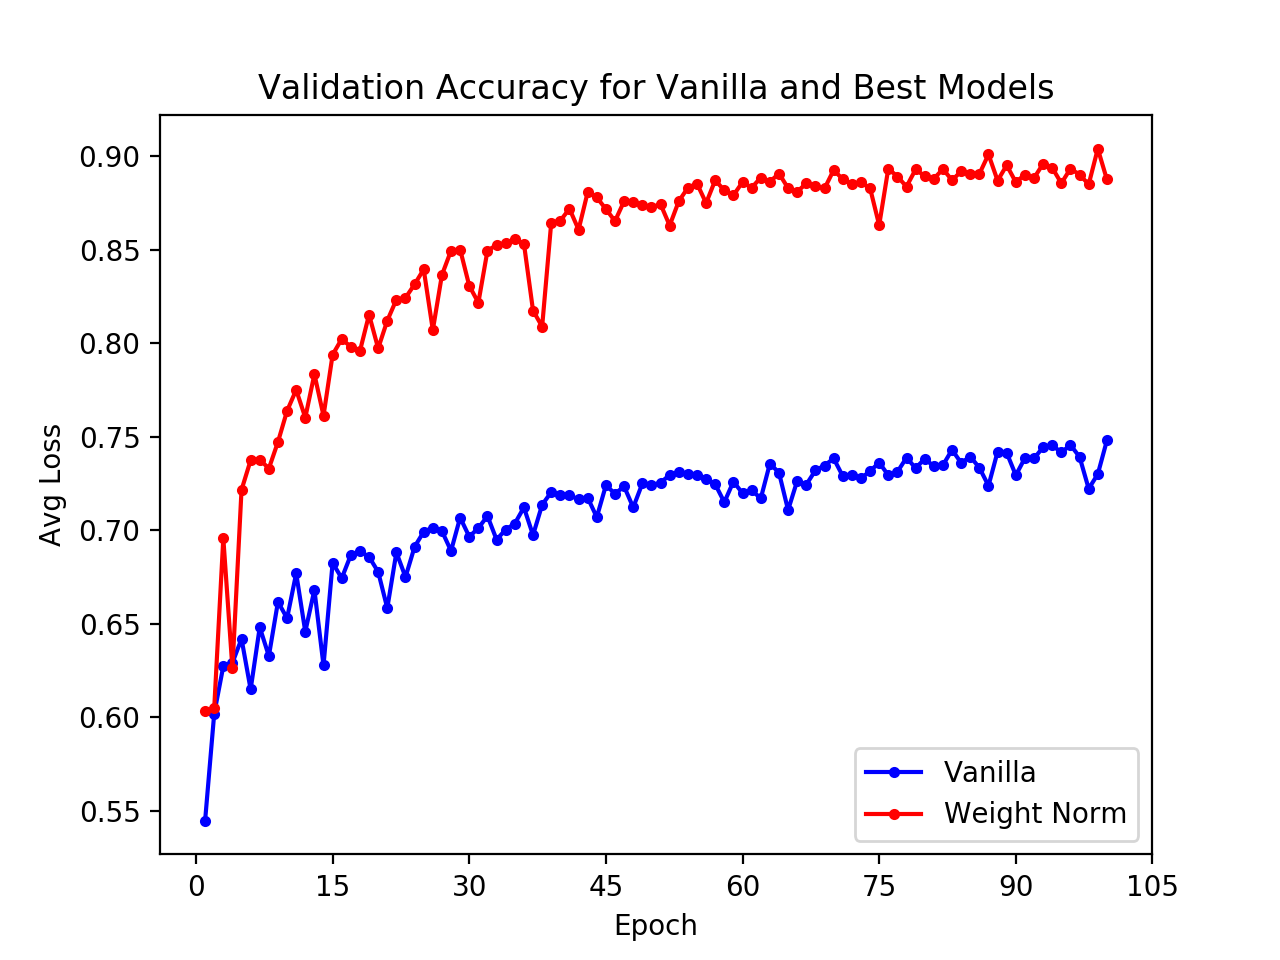 Validation Accuracy for Vanilla and Best Models
0.90
0.85
0.80
0.75
0.70
0.65
0.60
0.55
Avg Loss
0 15 30 45 60 75 90 105
Epoch
Vanilla
Weight Norm